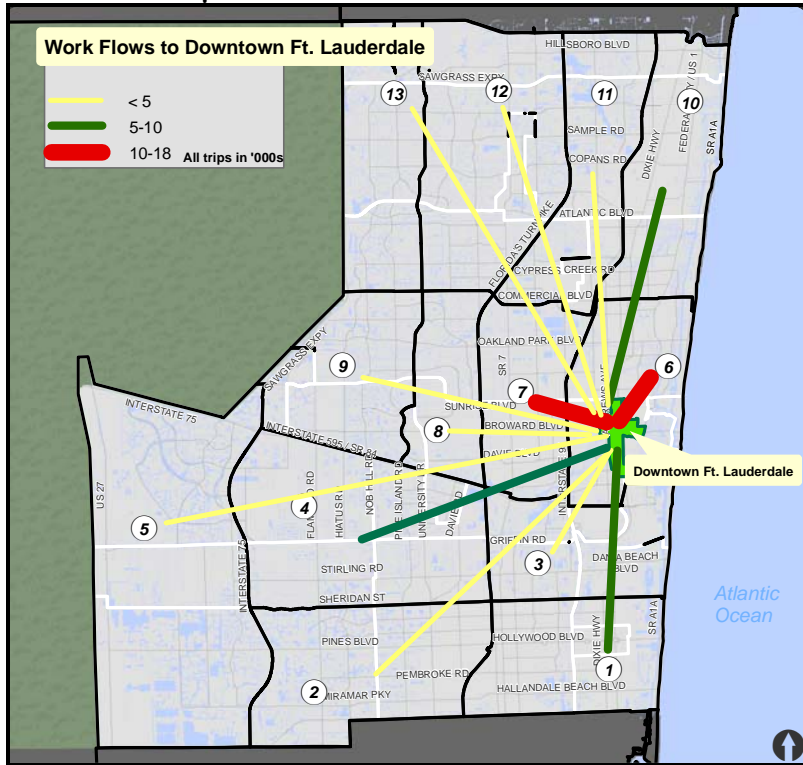 Work Flows to Downtown Ft. Lauderdale
< 5
5-10
10-18 All trips in '000s
HILLSBORO BLVD
SAWGRASS EXPY
13
12
11
10
FEDERAL HWY / US 1
SR A1A
SAMPLE RD
DIXIE HWY
COPANS RD
ATLANTIC BLVD
FLORIDA'S TURNPIKE
CYPRESS CREEK RD
COMMERCIAL BLVD
OAKLAND PARK BLVD
SAWGRASS EXPY
9
SR 7
6
7
SUNRISE BLVD
INTERSTATE 75
8
BROWARD BLVD
INTERSTATE 595 / SR 84
DAVIE BLVD
Downtown Ft. Lauderdale
US 27
NOB HILL RD
PINE ISLAND RD
UNIVERSITY DR
INTERSTATE 9
4
HIATUS R
5
GRIFFIN RD
3
DANIA BEACH
BLVD
INTERSTATE 75
STIRLING RD
SHERIDAN ST
Atlantic
Ocean
SR A1A
PINES BLVD
HOLLYWOOD BLVD
DIXIE HWY
1
PEMBROKE RD
2
MIRAMAR PKY
HALLANDALE BEACH BLVD